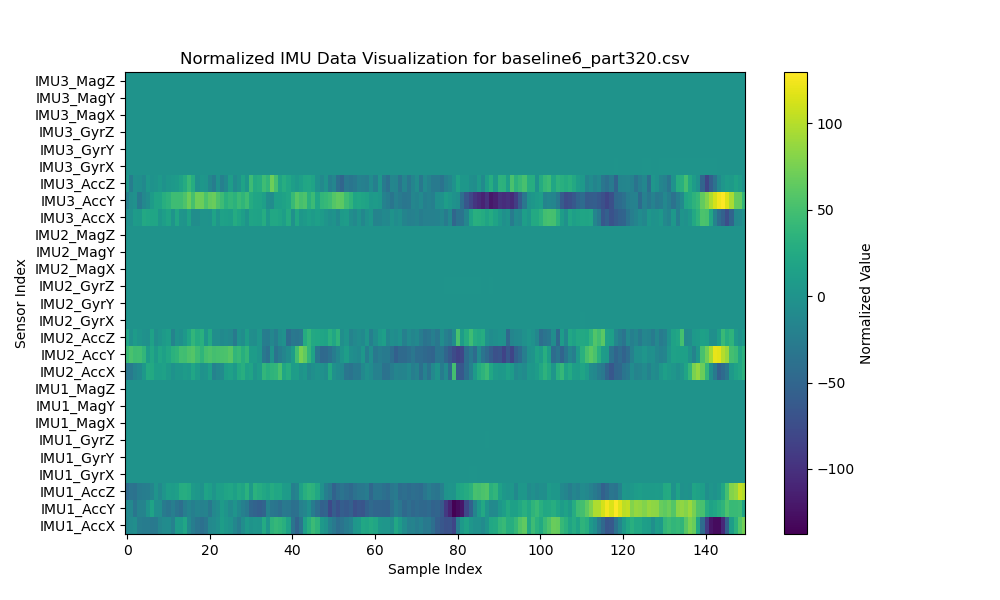 Normalized IMU Data Visualization for baseline6_part320.csv
IMU3_MagZ
IMU3_MagY
IMU3_MagX
IMU3_GyrZ
IMU3_GyrY
IMU3_GyrX
IMU3_AccZ
IMU3_AccY
IMU3_AccX
IMU2_MagZ
IMU2_MagY
IMU2_MagX
IMU2_GyrZ
IMU2_GyrY
IMU2_GyrX
IMU2_AccZ
IMU2_AccY
IMU2_AccX
IMU1_MagZ
IMU1_MagY
IMU1_MagX
IMU1_GyrZ
IMU1_GyrY
IMU1_GyrX
IMU1_AccZ
IMU1_AccY
IMU1_AccX
Sensor Index
0 20 40 60 80 100 120 140
Sample Index
100
50
0
−50
−100
Normalized Value